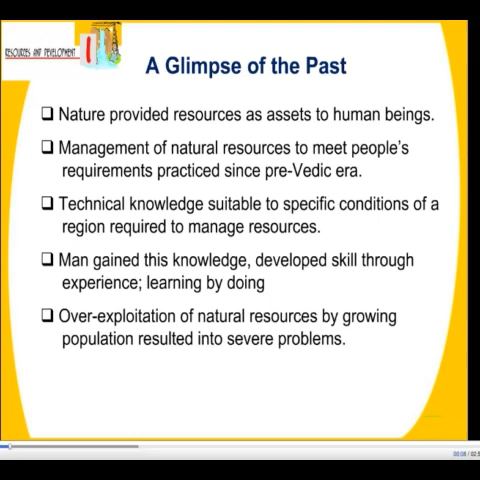 RESOURCES AND DEVELOPMENT
1
A Glimpse of the Past
❑ Nature provided resources as assets to human beings.
❑ Management of natural resources to meet people's
requirements practiced since pre-Vedic era.
❑ Technical knowledge suitable to specific conditions of a
region required to manage resources.
❑ Man gained this knowledge, developed skill through
experience; learning by doing
❑ Over-exploitation of natural resources by growing
population resulted into severe problems.